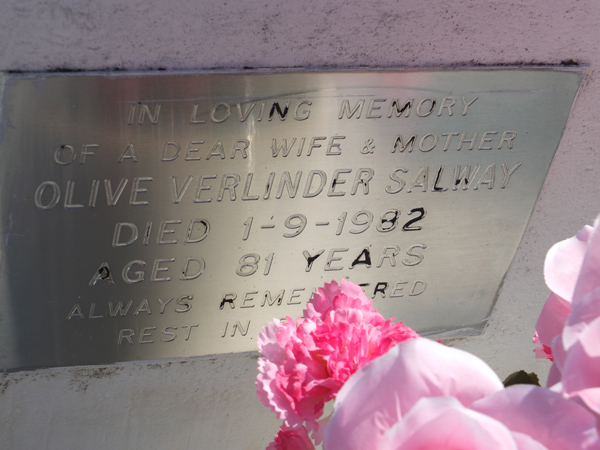 IN LOVING MEMORY
OF A DEAR WIFE & MOTHER
OLIVE VERLINDER SALWAY
DIED 1-9-1982
AGED 81 YEARS
ALWAYS
REST IN